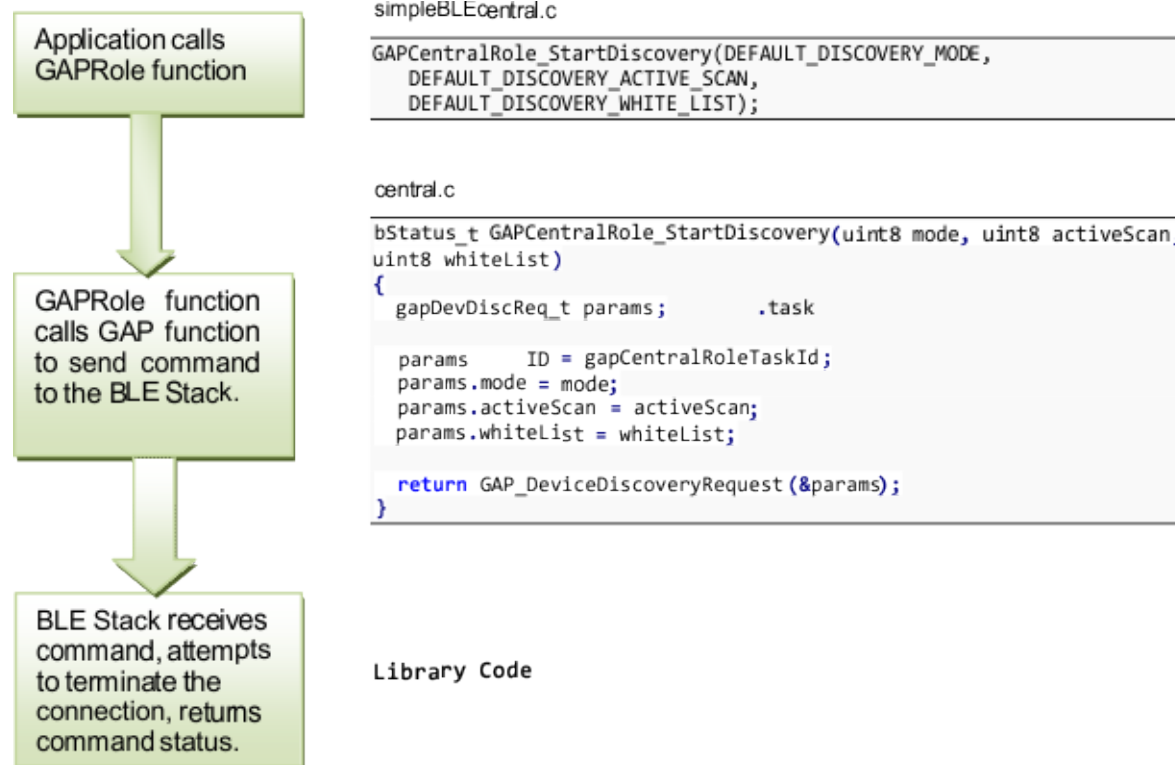 simpleBLEcentral.c
Application calls
GAPRole function
GAPCentralRole_StartDiscovery(DEFAULT_DISCOVERY_MODE,
DEFAULT_DISCOVERY_ACTIVE_SCAN,
DEFAULT_DISCOVERY_WHITE_LIST);
central.c
bStatus_t GAPCentralRole_StartDiscovery(uint8 mode, uint8 activeScan,
uint8 whiteList)
{
gapDevDiscReq_t params; .task
params ID = gapCentralRoleTaskId;
params.mode = mode;
params.activeScan = activeScan;
params.whiteList = whiteList;
return GAP_DeviceDiscoveryRequest(&params);
}
GAPRole function
calls GAP function
to send command
to the BLE Stack.
BLE Stack receives
command, attempts
to terminate the
connection, returns
command status.
Library Code